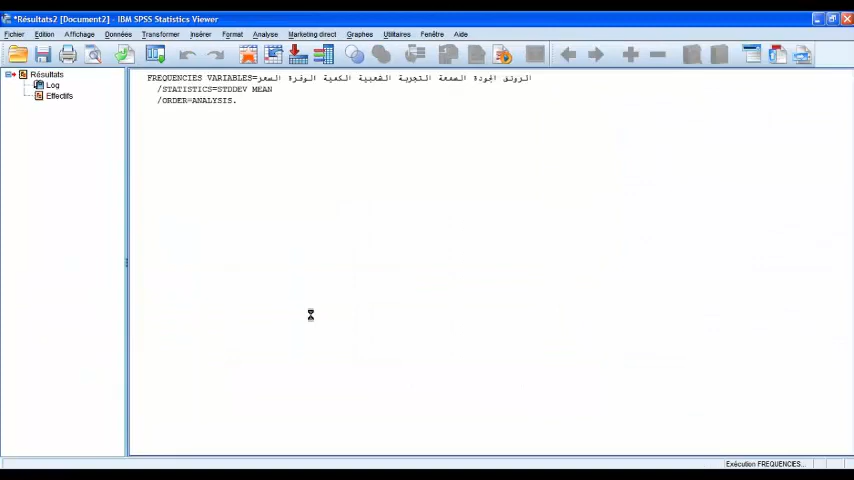 *Résultats2 [Document2] - IBM SPSS Statistics Viewer
Fichier Edition Affichage Données Transformer Insérer Format Analyse Marketing direct Graphes Utilitaires Fenêtre Aide
Résultats
Log
Effectifs
FREQUENCIES VARIABLES=السعر الوفرة الكمية الشعبية التجربة السمعة الجودة الرونق
/STATISTICS=STDDEV MEAN
/ORDER=ANALYSIS.
Exécution FREQUENCIES...